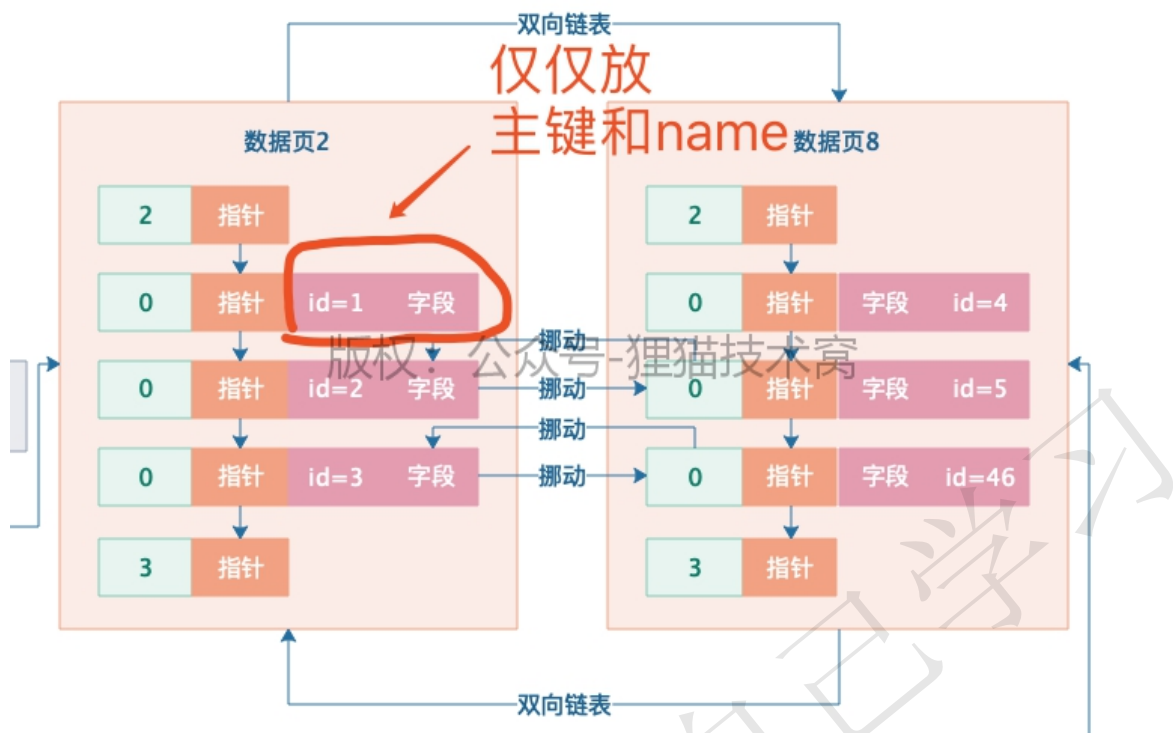 双向链表
仅仅放
主键和name
数据页2
数据页8
2 指针
2 指针
0 指针 id=1 字段
0 指针 字段 id=4
挪动
版权：公众号-狸猫技术窝
0 指针 id=2 字段
挪动
0 指针 字段 id=5
挪动
0 指针 id=3 字段
挪动
0 指针 字段 id=46
3 指针
3 指针
双向链表
自己学习